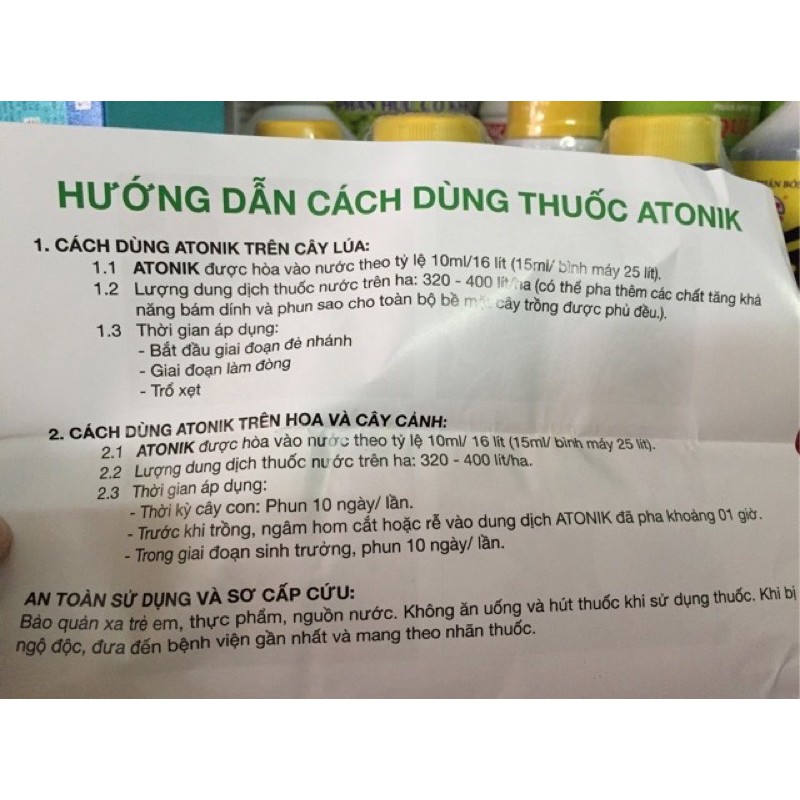 PHÂN HỮU CƠ
HƯỚNG DẪN CÁCH DÙNG THUỐC ATONIK
1. CÁCH DÙNG ATONIK TRÊN CÂY LÚA:
1.1 ATONIK được hòa vào nước theo tỷ lệ 10ml/16 lít (15ml/ bình máy 25 lít).
1.2 Lượng dung dịch thuốc nước trên ha: 320 - 400 lít/ha (có thể pha thêm các chất tăng khả
năng bám dính và phun sao cho toàn bộ bề mặt cây trồng được phủ đều.).
1.3 Thời gian áp dụng:
- Bắt đầu giai đoạn đẻ nhánh
- Giai đoạn làm đòng
- Trổ xẹt
2. CÁCH DÙNG ATONIK TRÊN HOA VÀ CÂY CẢNH:
2.1 ATONIK được hòa vào nước theo tỷ lệ 10ml/ 16 lít (15ml/ bình máy 25 lít).
2.2 Lượng dung dịch thuốc nước trên ha: 320 - 400 lít/ha.
2.3 Thời gian áp dụng:
- Thời kỳ cây con: Phun 10 ngày/ lần.
- Trước khi trồng, ngâm hom cắt hoặc rễ vào dung dịch ATONIK đã pha khoảng 01 giờ.
- Trong giai đoạn sinh trưởng, phun 10 ngày/ lần.
AN TOÀN SỬ DỤNG VÀ SƠ CẤP CỨU:
Bảo quản xa trẻ em, thực phẩm, nguồn nước. Không ăn uống và hút thuốc khi sử dụng thuốc. Khi bị
ngộ độc, đưa đến bệnh viện gần nhất và mang theo nhãn thuốc.